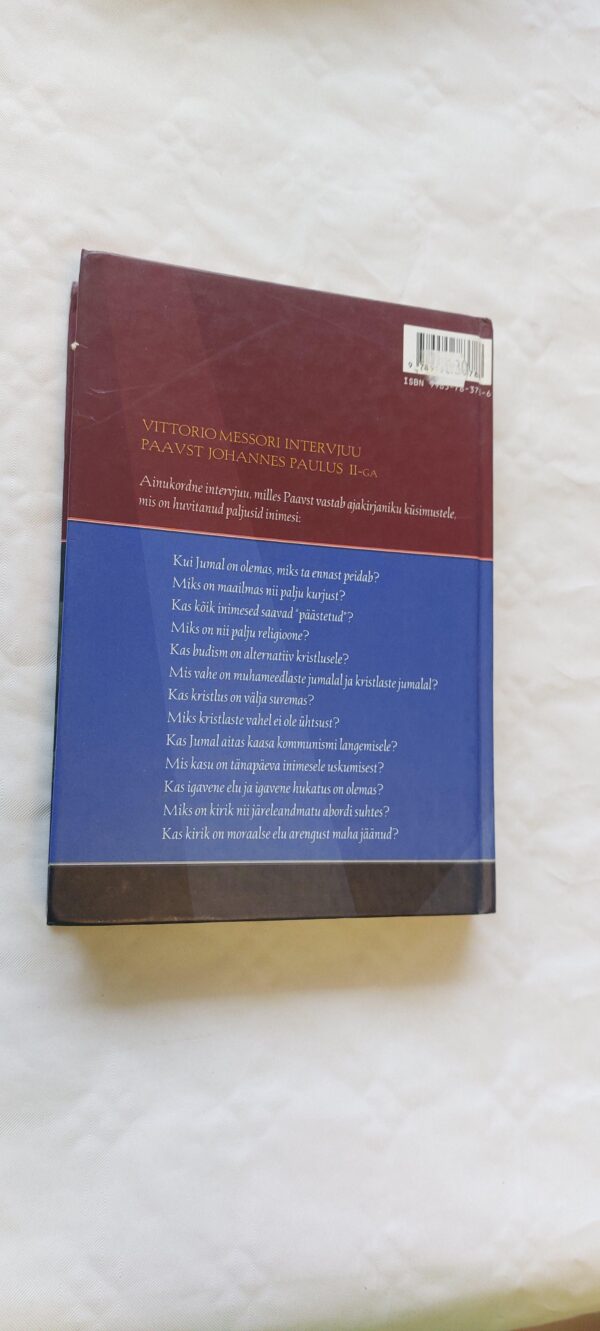 ISBN
VITTORIO MESSORI INTERVJUU
PAAVST JOHANNES PAULUS II-GA
Ainukordne intervjuu, milles Paavst vastab ajakirjaniku küsimustele,
mis on huvitanud paljusid inimesi:
Kui Jumal on olemas, miks ta ennast peidab?
Miks on maailmas nii palju kurjust?
Kas kõik inimesed saavad "päästetud"?
Miks on nii palju religioone?
Kas budism on alternatiiv kristlusele?
Mis vahe on muhameedlaste jumalal ja kristlaste jumalal?
Kas kristlus on välja suremas?
Miks kristlaste vahel ei ole ühtsust?
Kas Jumal aitas kaasa kommunismi langemisele?
Mis kasu on tänapäeva inimesele uskumisest?
Kas igavene elu ja igavene hukatus on olemas?
Miks on kirik nii järeleandmatu abordi suhtes?
Kas kirik on moraalse elu arengust maha jäänud?